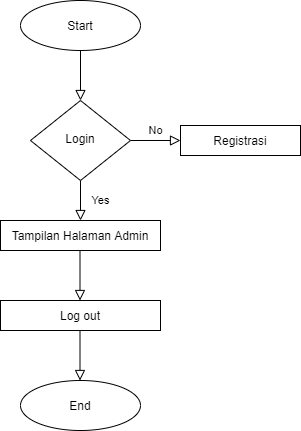 Start
Login
No
Registrasi
Yes
Tampilan Halaman Admin
Log out
End